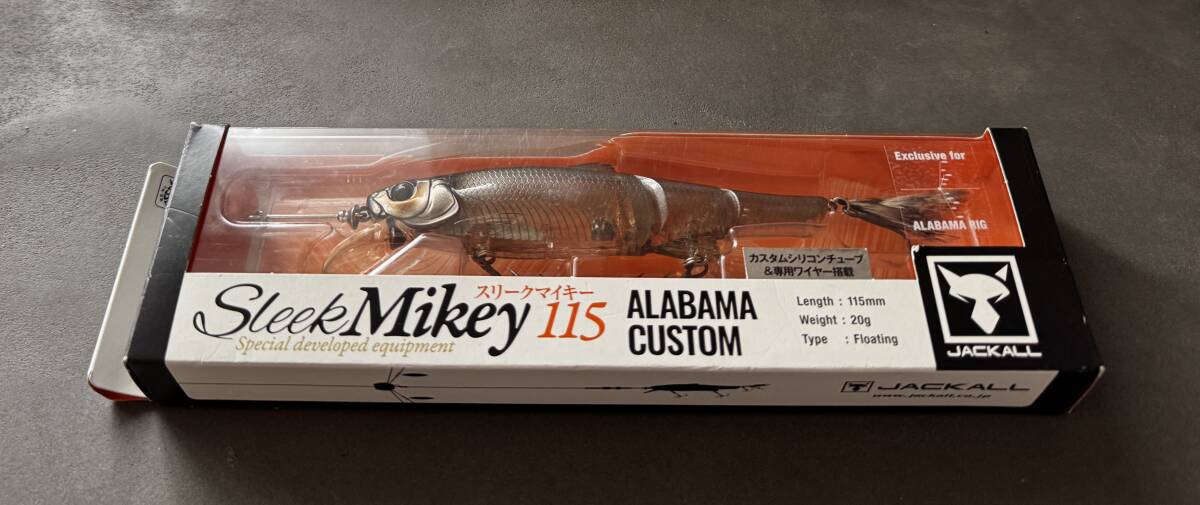 Exclusive for
ALABAMA RIG
カスタムシリコンチューブ
&専用ワイヤー搭載
スリークマイキー
SleekMikey 115
Special developed equipment
ALABAMA
CUSTOM
Length : 115mm
Weight : 20g
Type : Floating
JACKALL
JACKALL
www.jackall.co.jp